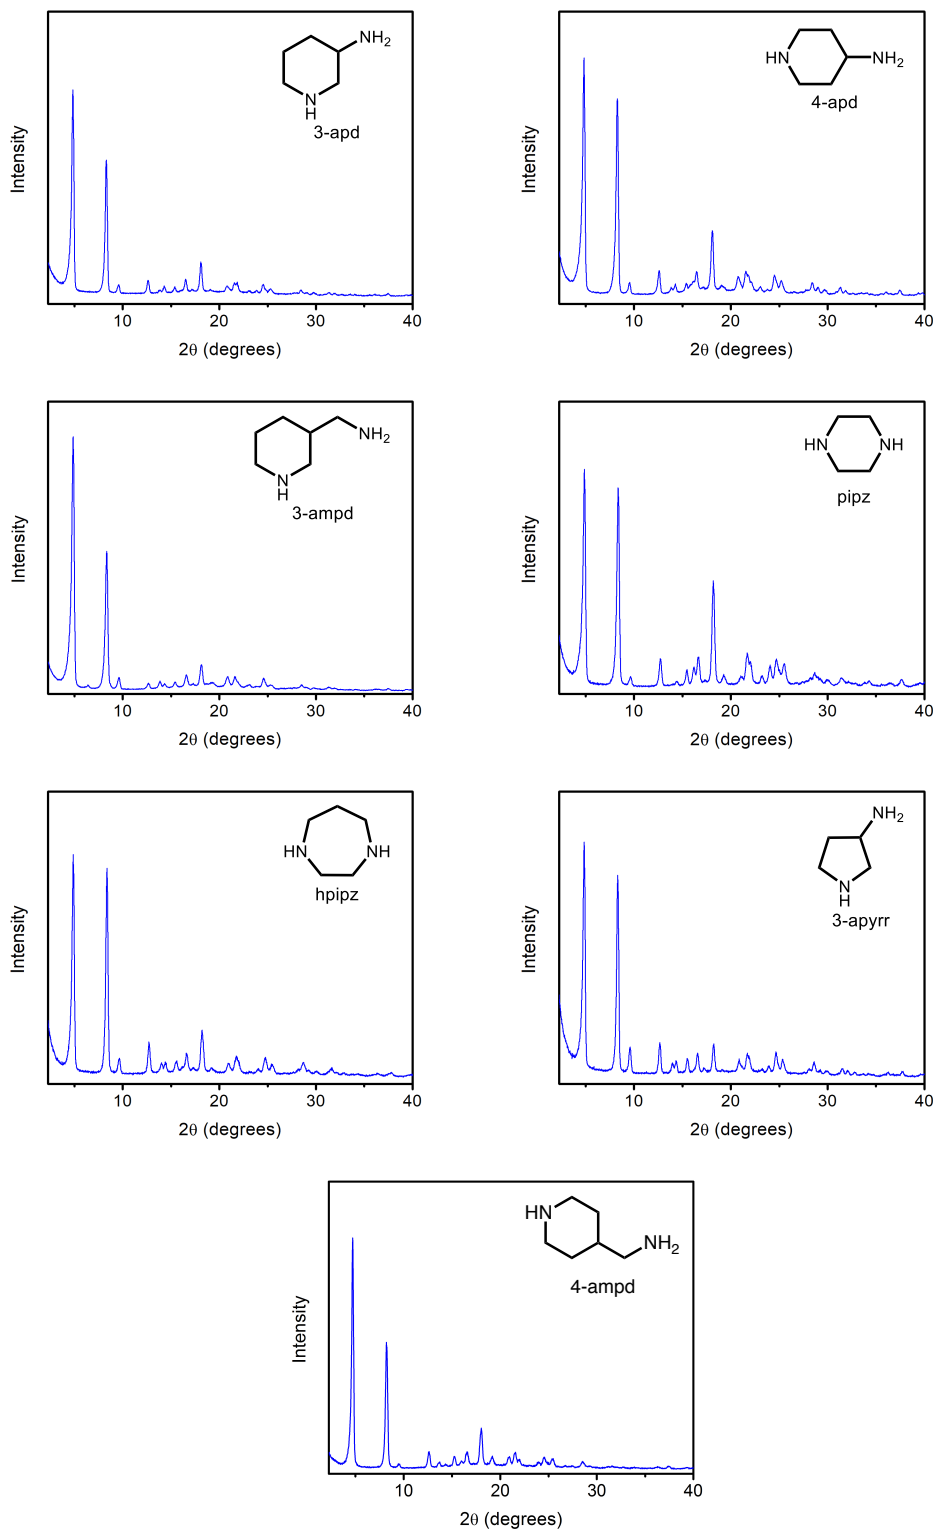 NH2
N
H
3-apd
Intensity
10 20 30 40
2θ (degrees)
HN NH2
4-apd
Intensity
10 20 30 40
2θ (degrees)
NH2
N
H
3-ampd
Intensity
10 20 30 40
2θ (degrees)
HN NH
pipz
Intensity
10 20 30 40
2θ (degrees)
HN NH
hpipz
Intensity
10 20 30 40
2θ (degrees)
NH2
N
H
3-apyrr
Intensity
10 20 30 40
2θ (degrees)
HN
NH2
4-ampd
Intensity
10 20 30 40
2θ (degrees)